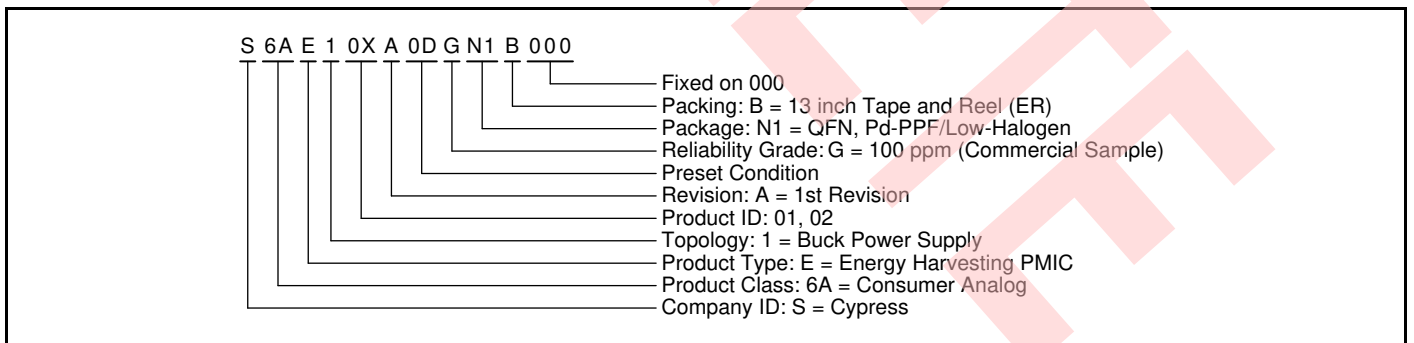 S 6A E 1 0X A 0D G N1 B 000
Fixed on 000
Packing: B = 13 inch Tape and Reel (ER)
Package: N1 = QFN, Pd-PPF/Low-Halogen
Reliability Grade: G = 100 ppm (Commercial Sample)
Preset Condition
Revision: A = 1st Revision
Product ID: 01, 02
Topology: 1 = Buck Power Supply
Product Type: E = Energy Harvesting PMIC
Product Class: 6A = Consumer Analog
Company ID: S = Cypress